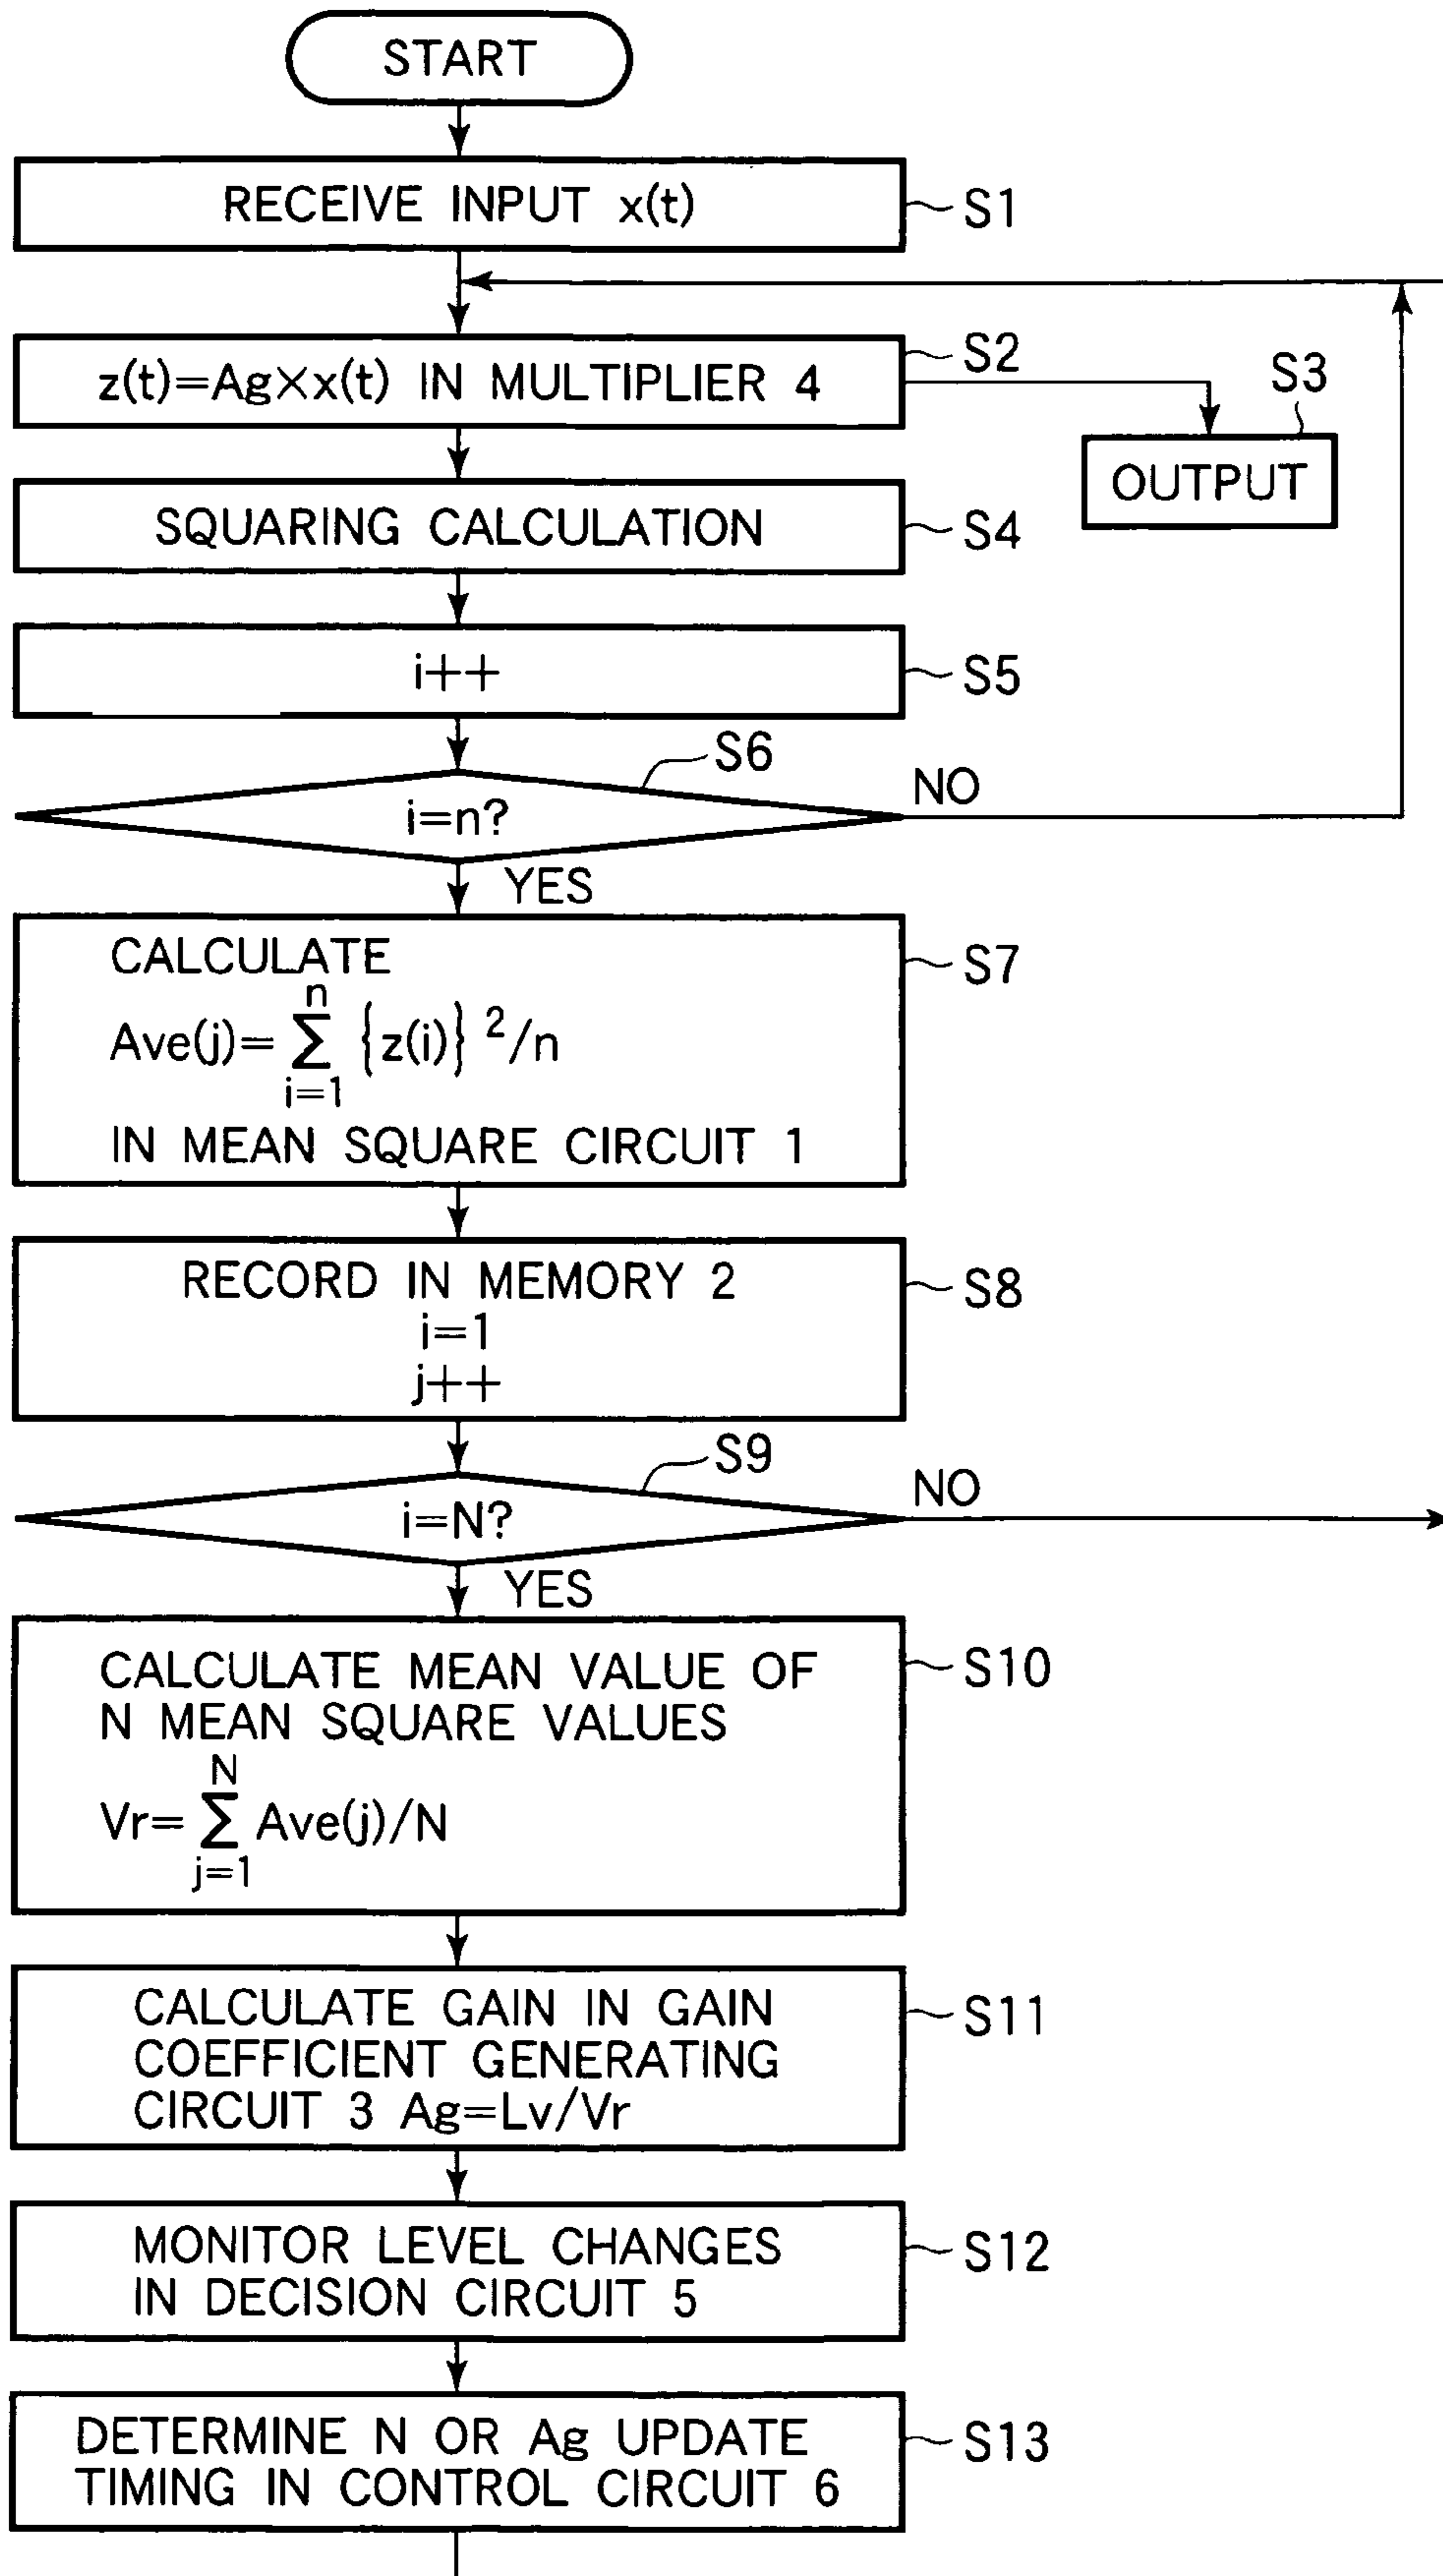 START
RECEIVE INPUT x(t)
S1
z(t)=Ag×x(t) IN MULTIPLIER 4
S2
S3
OUTPUT
SQUARING CALCULATION
S4
i++
S5
S6
i=n?
NO
YES
CALCULATE
Ave(j)=∑{z(i)}²/n
n
i=1
IN MEAN SQUARE CIRCUIT 1
S7
RECORD IN MEMORY 2
i=1
j++
S8
S9
i=N?
NO
YES
CALCULATE MEAN VALUE OF
N MEAN SQUARE VALUES
N
Vr=∑Ave(j)/N
j=1
S10
CALCULATE GAIN IN GAIN
COEFFICIENT GENERATING
CIRCUIT 3 Ag=Lv/Vr
S11
MONITOR LEVEL CHANGES
IN DECISION CIRCUIT 5
S12
DETERMINE N OR Ag UPDATE
TIMING IN CONTROL CIRCUIT 6
S13